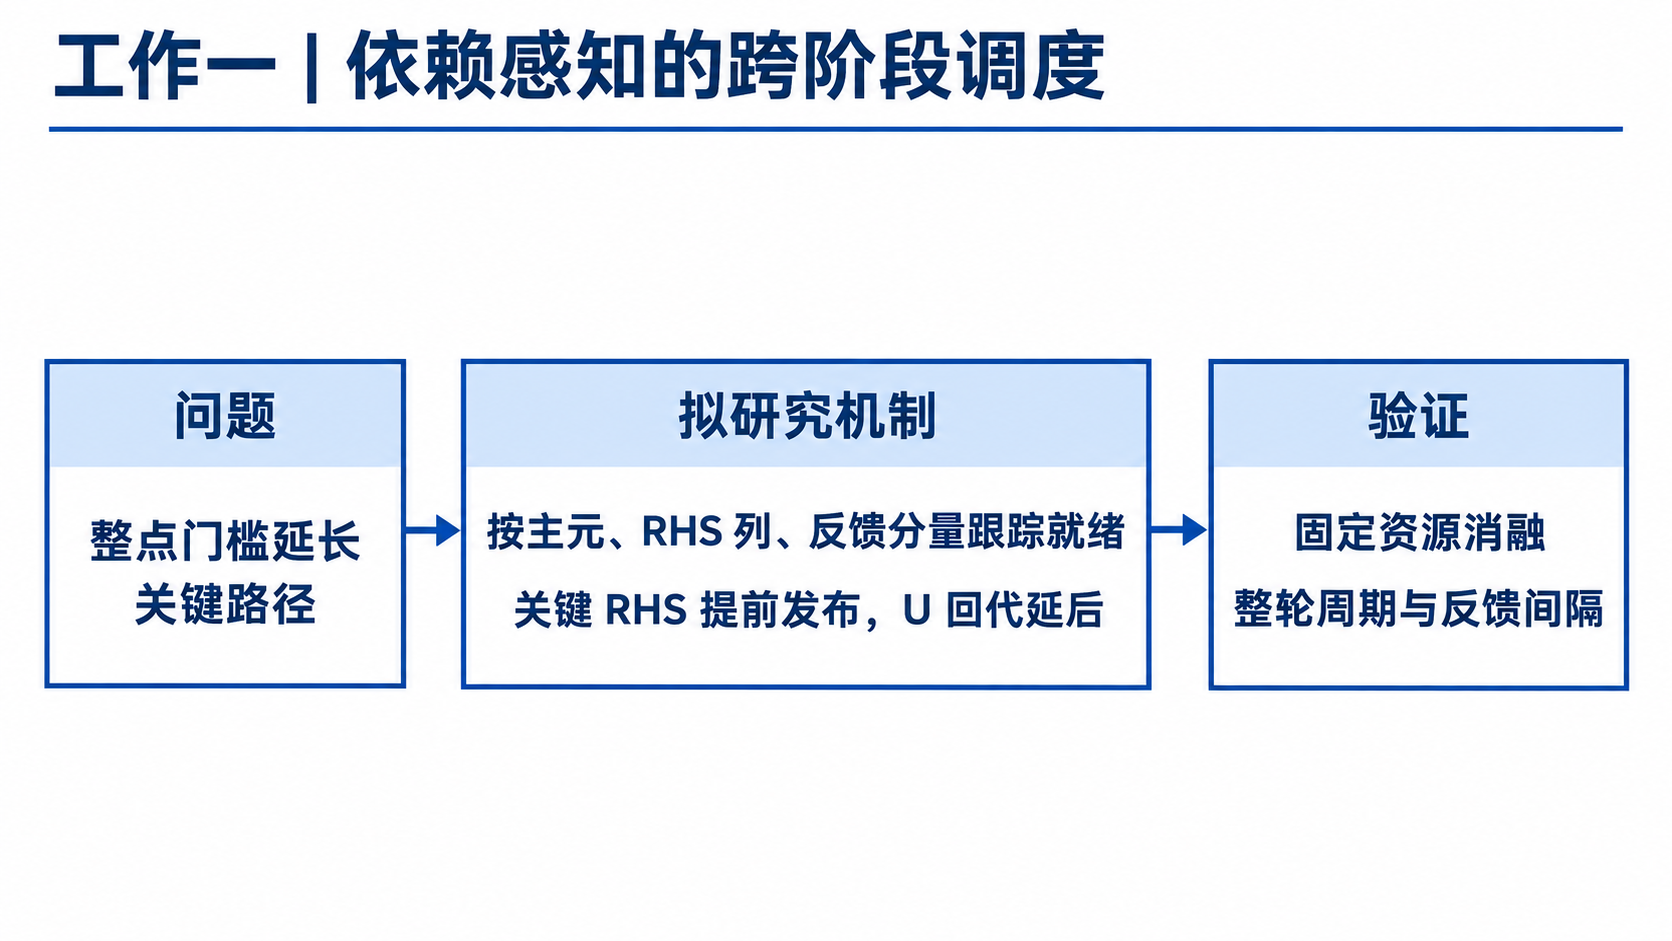 工作一 | 依赖感知的跨阶段调度
问题
整点门槛延长
关键路径
拟研究机制
按主元、RHS 列、反馈分量跟踪就绪
关键 RHS 提前发布，U 回代延后
验证
固定资源消融
整轮周期与反馈间隔